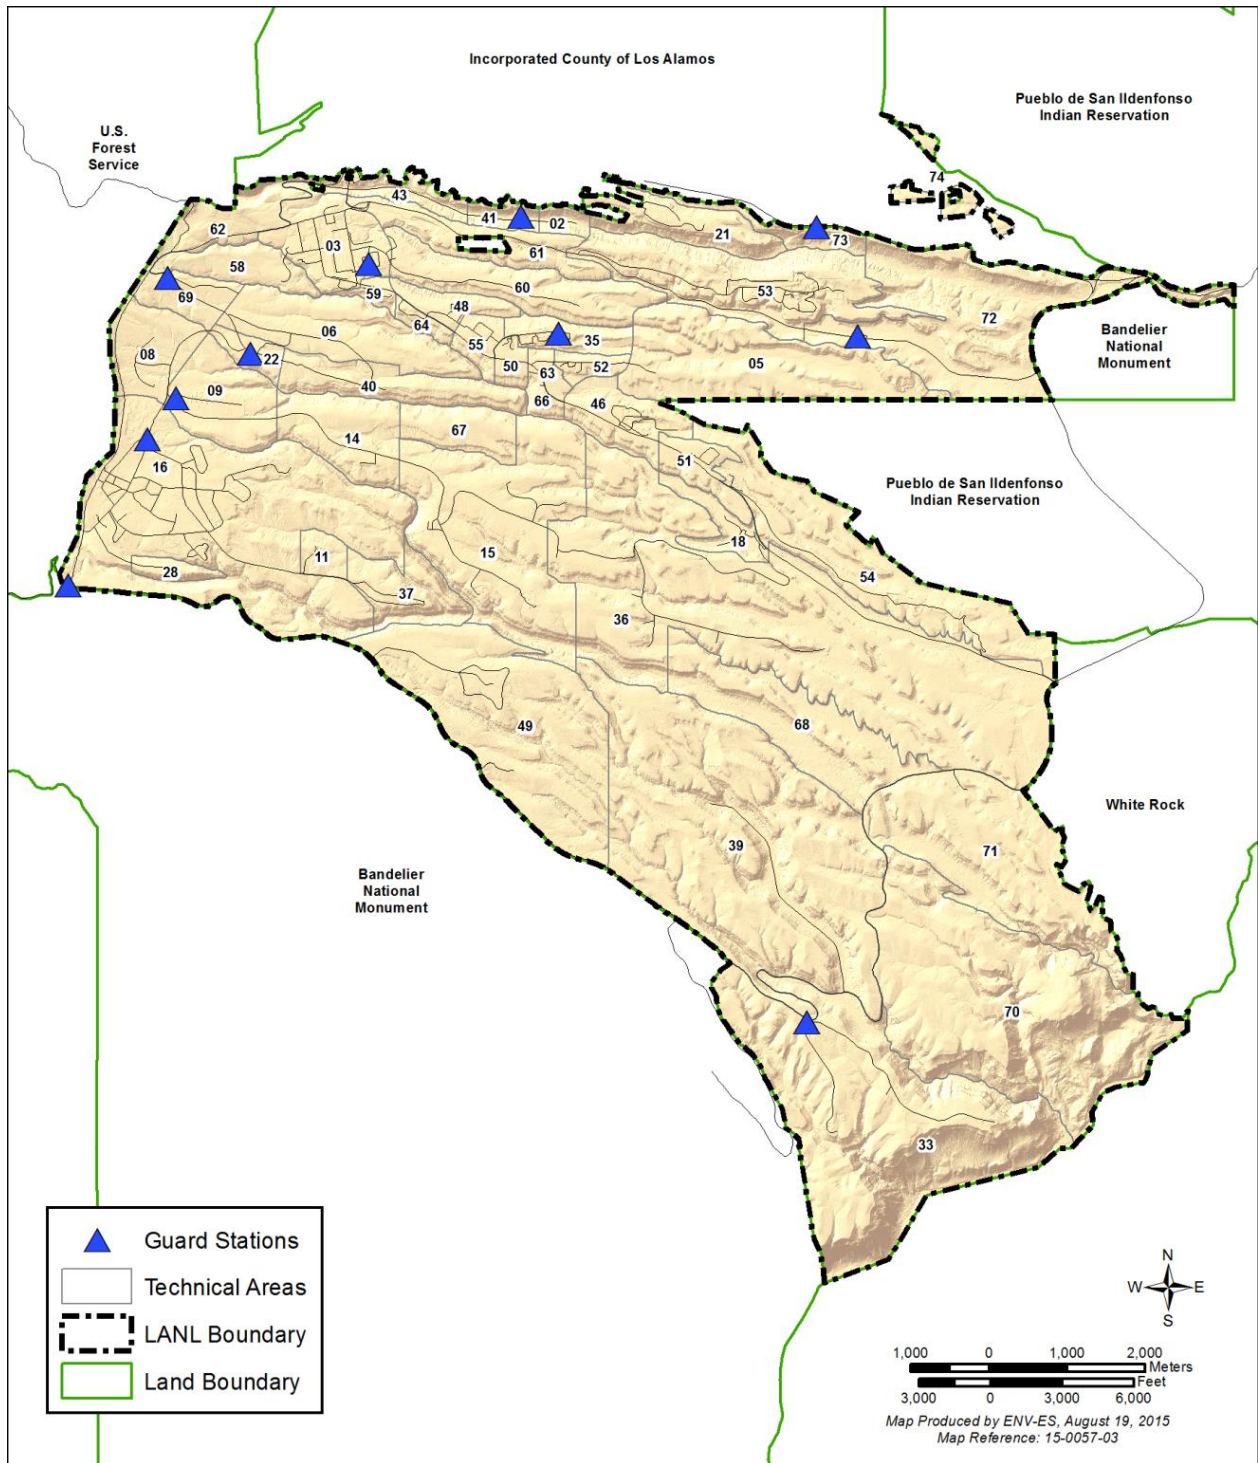 Incorporated County of Los Alamos
Pueblo de San Ildenfonso
Indian Reservation
U.S.
Forest
Service
74
43
41
02
21
73
62
03
61
58
69
59
60
53
48
72
64
06
55
35
08
22
50
63
52
05
Bandelier
National
Monument
09
40
66
46
14
67
16
51
Pueblo de San Ildenfonso
Indian Reservation
18
15
11
28
54
37
36
49
68
White Rock
39
71
Bandelier
National
Monument
70
33
Guard Stations
Technical Areas
LANL Boundary
Land Boundary
N
W
E
S
1,000 0 1,000 2,000
Meters
Feet
3,000 0 3,000 6,000
Map Produced by ENV-ES, August 19, 2015
Map Reference: 15-0057-03